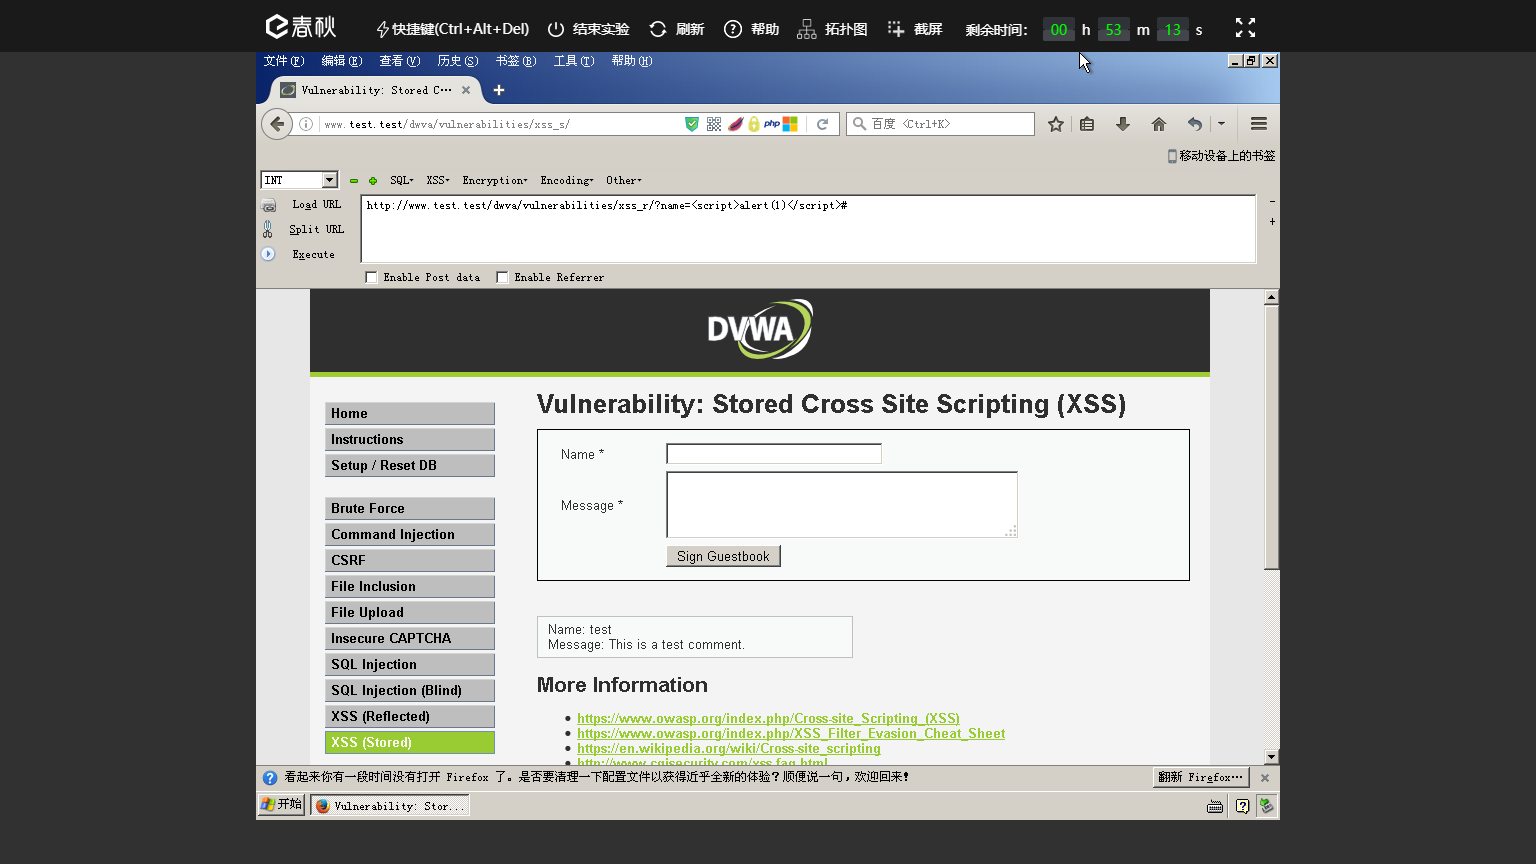 春秋 快捷键(Ctrl+Alt+Del) 结束实验 刷新 帮助 拓扑图 截屏 剩余时间: 00 h 53 m 13 s
文件(F) 编辑(E) 查看(V) 历史(S) 书签(B) 工具(T) 帮助(H)
Vulnerability: Stored C…
www.test.test/dwva/vulnerabilities/xss_s/ php 百度 <Ctrl+K>
移动设备上的书签
INT SQL XSS Encryption Encoding Other
Load URL http://www.test.test/dwva/vulnerabilities/xss_r/?name=<script>alert(1)</script>#
Split URL
Execute
Enable Post data Enable Referrer
DVWA
Vulnerability: Stored Cross Site Scripting (XSS)
Home
Instructions
Setup / Reset DB
Brute Force
Command Injection
CSRF
File Inclusion
File Upload
Insecure CAPTCHA
SQL Injection
SQL Injection (Blind)
XSS (Reflected)
XSS (Stored)
Name *
Message *
Sign Guestbook
Name: test
Message: This is a test comment.
More Information
https://www.owasp.org/index.php/Cross-site_Scripting_(XSS)
https://www.owasp.org/index.php/XSS_Filter_Evasion_Cheat_Sheet
https://en.wikipedia.org/wiki/Cross-site_scripting
http://www.cgisecurity.com/xss-faq.html
看起来你有一段时间没有打开 Firefox 了。是否要清理一下配置文件以获得近乎全新的体验?顺便说一句,欢迎回来! 翻新 Firefox…
开始 Vulnerability: Stor...